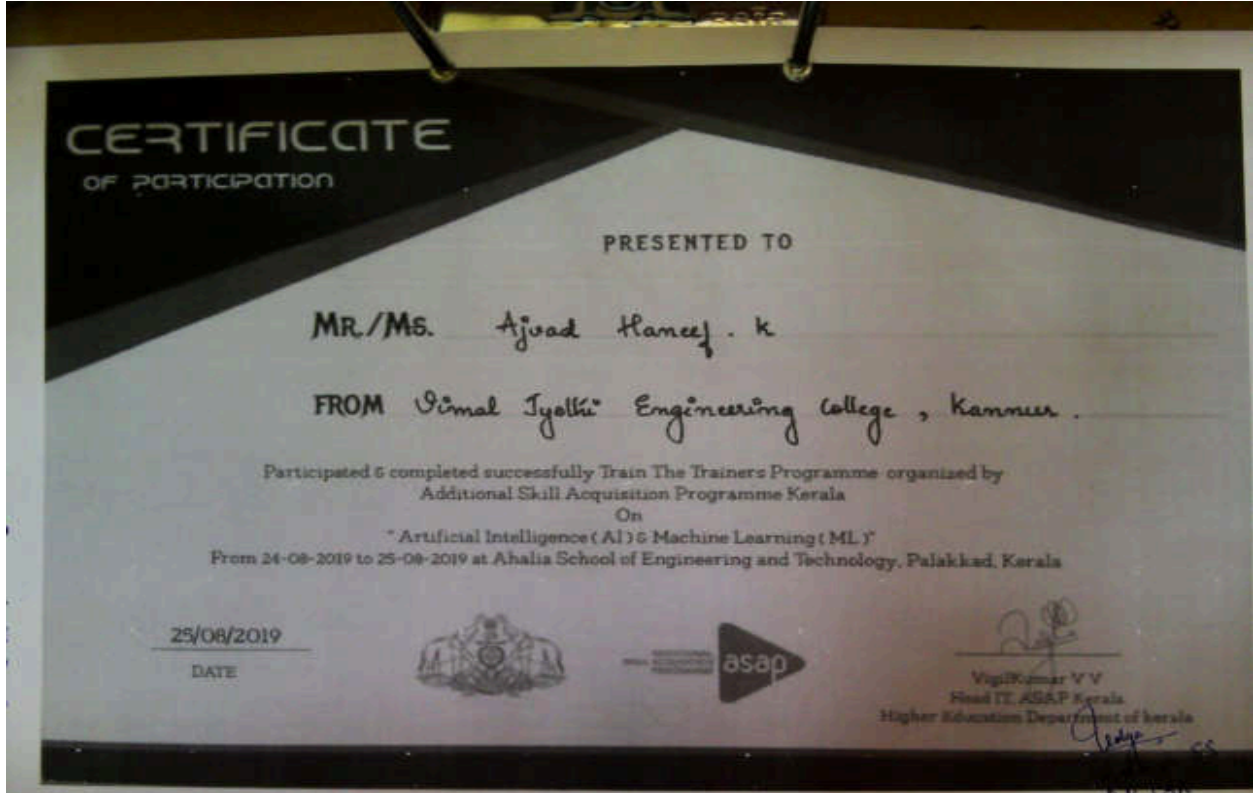 CERTIFICATE
OF PARTICIPATION
PRESENTED TO
MR./MS. Ajvad Haneef . K
FROM Vimal Jyothi Engineering College , Kannur .
Participated & completed successfully Train The Trainers Programme organized by
Additional Skill Acquisition Programme Kerala
On
" Artificial Intelligence ( AI ) & Machine Learning ( ML )"
From 24-08-2019 to 25-08-2019 at Ahalia School of Engineering and Technology, Palakkad, Kerala
25/08/2019
DATE
asap
VigilKumar V V
Head IT, ASAP Kerala
Higher Education Department of kerala